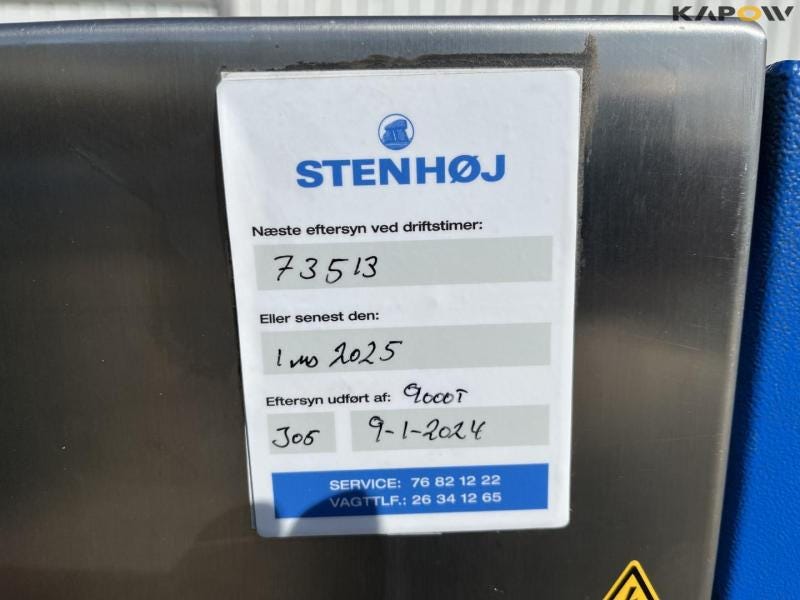 KAPOW
STENHØJ
Næste eftersyn ved driftstimer:
73513
Eller senest den:
1 mo 2025
Eftersyn udført af: 9000T
JOG 9-1-2024
SERVICE: 76 82 12 22
VAGTTLF.: 26 34 12 65